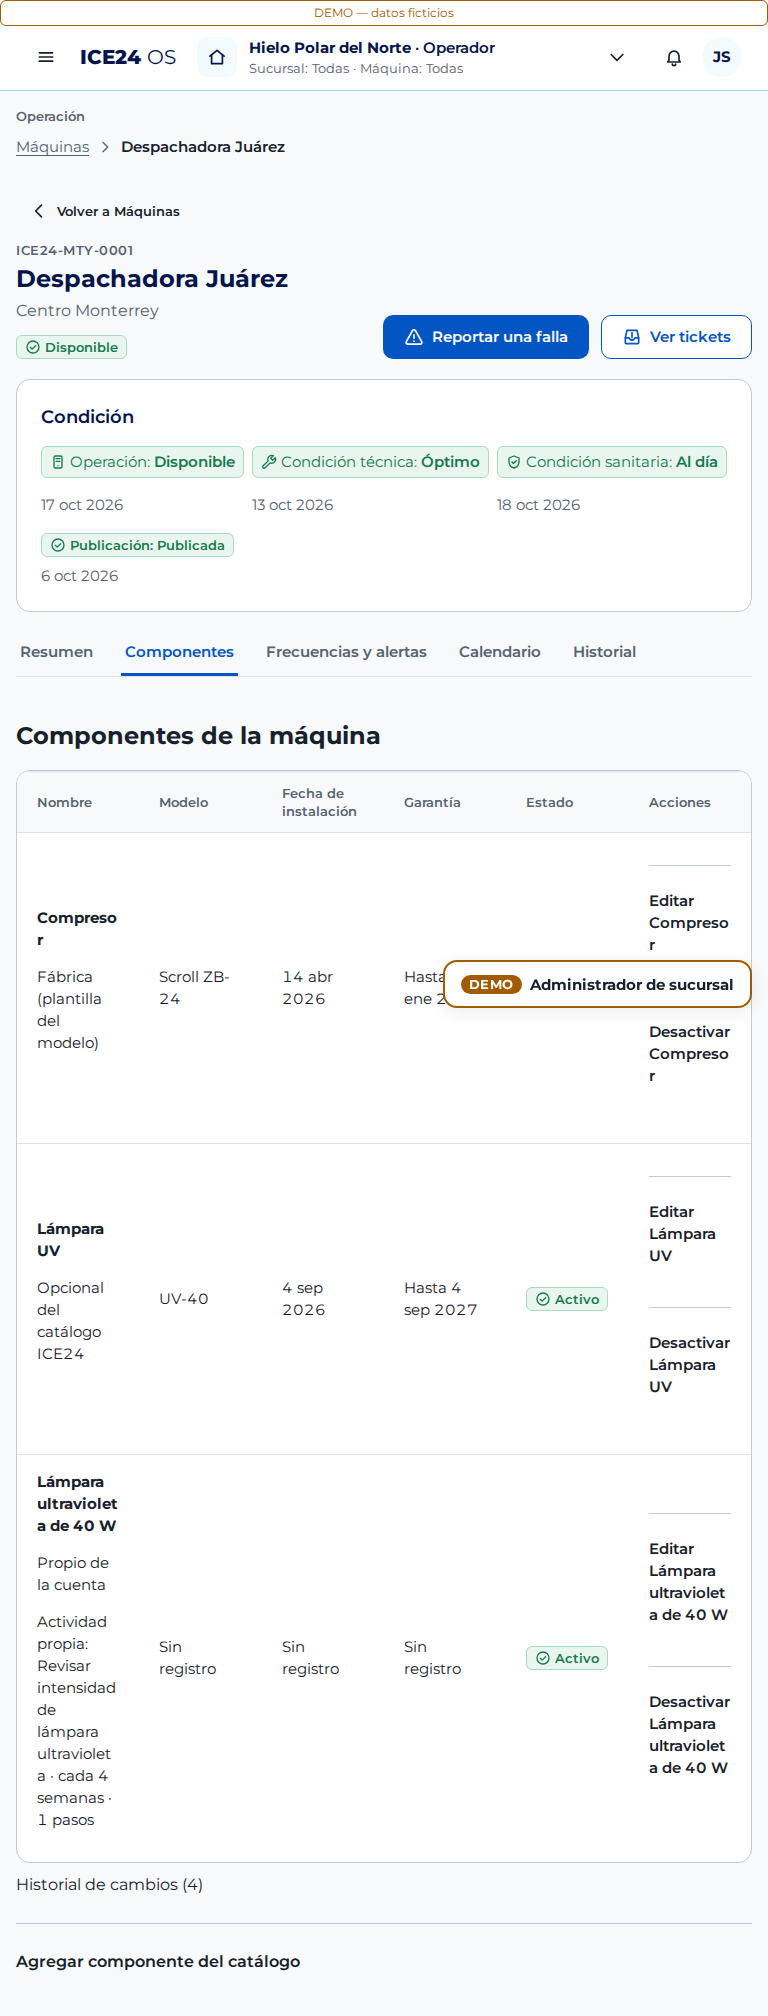 DEMO — datos ficticios
ICE24 OS
Hielo Polar del Norte · Operador
Sucursal: Todas · Máquina: Todas
JS
Operación
Máquinas
Despachadora Juárez
Volver a Máquinas
ICE24-MTY-0001
Despachadora Juárez
Centro Monterrey
Disponible
Reportar una falla
Ver tickets
Condición
Operación: Disponible
Condición técnica: Óptimo
Condición sanitaria: Al día
17 oct 2026
13 oct 2026
18 oct 2026
Publicación: Publicada
6 oct 2026
Resumen
Componentes
Frecuencias y alertas
Calendario
Historial
Componentes de la máquina
Nombre
Modelo
Fecha de
instalación
Garantía
Estado
Acciones
Compreso
r
Fábrica
(plantilla
del
modelo)
Scroll ZB-
24
14 abr
2026
Hasta
ene 2
Editar
Compreso
r
DEMO Administrador de sucursal
Desactivar
Compreso
r
Lámpara
UV
Opcional
del
catálogo
ICE24
UV-40
4 sep
2026
Hasta 4
sep 2027
Activo
Editar
Lámpara
UV
Desactivar
Lámpara
UV
Lámpara
ultraviolet
a de 40 W
Propio de
la cuenta
Actividad
propia:
Revisar
intensidad
de
lámpara
ultraviolet
a · cada 4
semanas ·
1 pasos
Sin
registro
Sin
registro
Sin
registro
Activo
Editar
Lámpara
ultraviolet
a de 40 W
Desactivar
Lámpara
ultraviolet
a de 40 W
Historial de cambios (4)
Agregar componente del catálogo